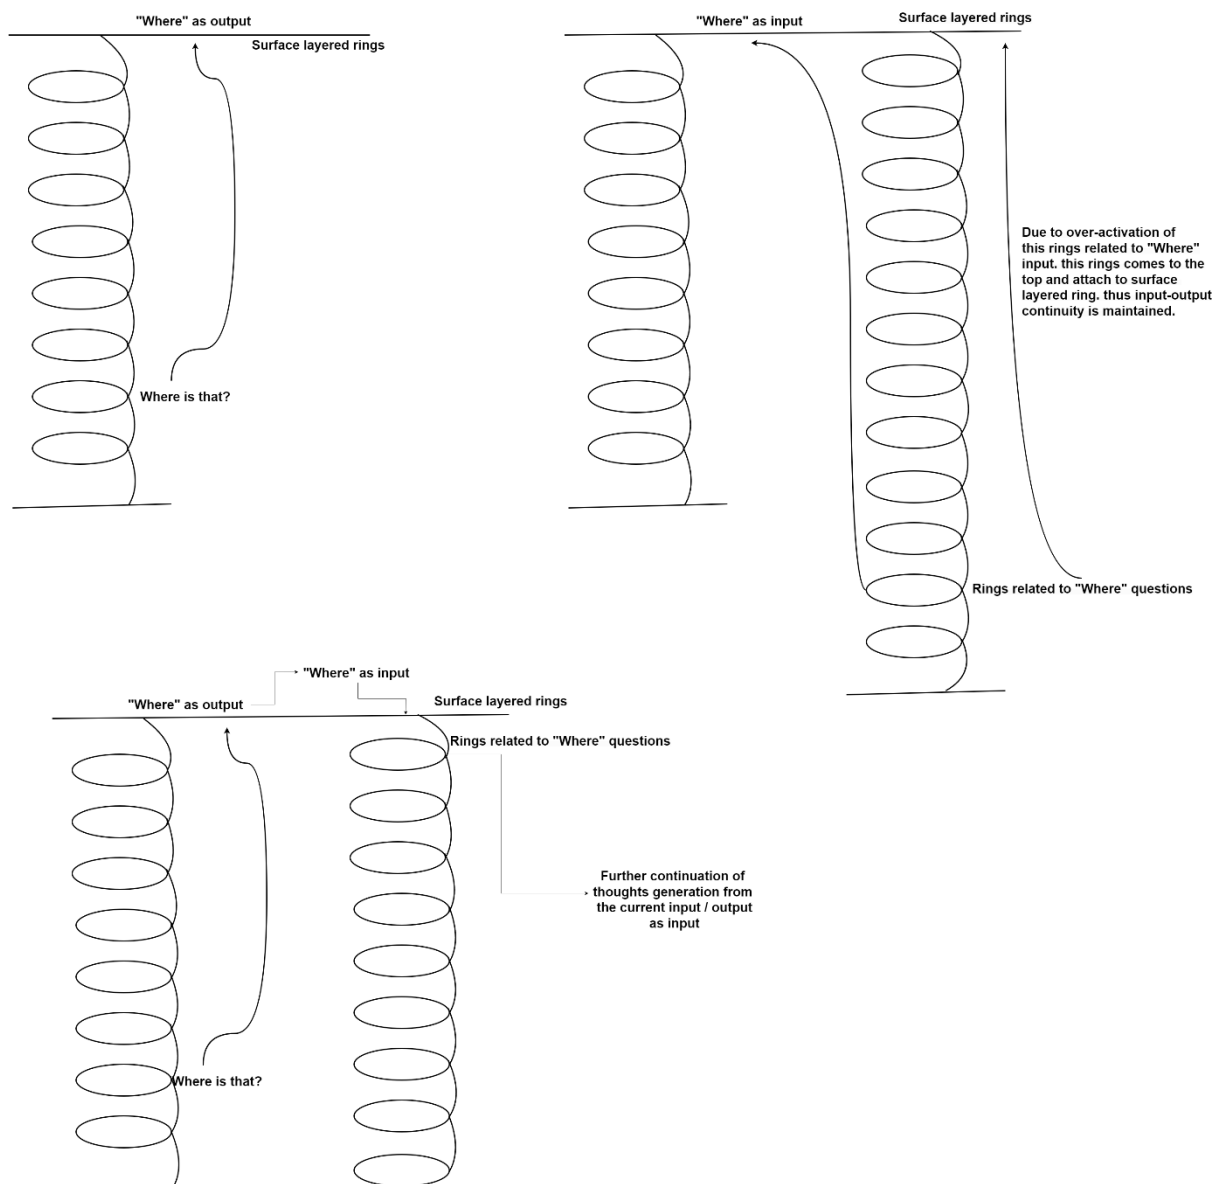 "Where" as output
Surface layered rings
Where is that?
"Where" as input
Surface layered rings
Due to over-activation of
this rings related to "Where"
input. this rings comes to the
top and attach to surface
layered ring. thus input-output
continuity is maintained.
Rings related to "Where" questions
"Where" as input
"Where" as output
Surface layered rings
Rings related to "Where" questions
Further continuation of
thoughts generation from
the current input / output
as input
Where is that?